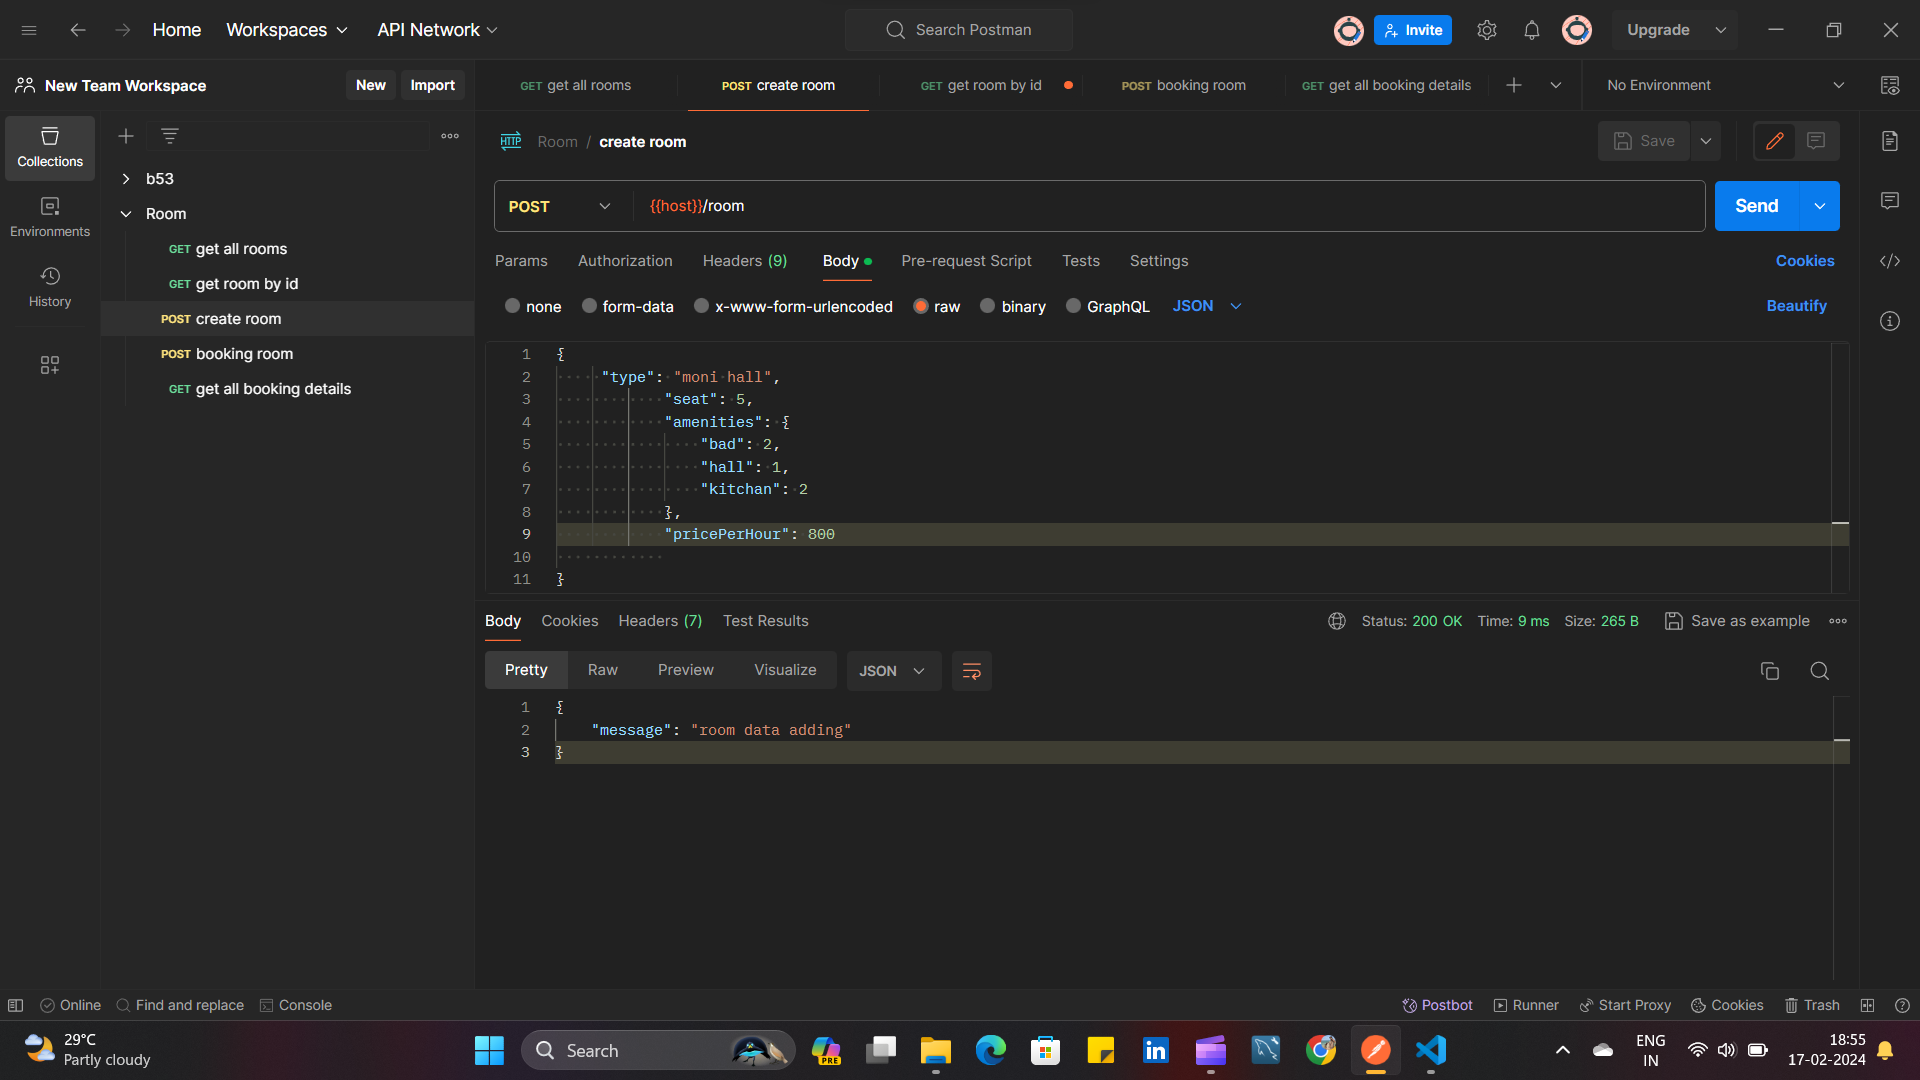 Home Workspaces API Network Search Postman Invite Upgrade
New Team Workspace New Import GET get all rooms POST create room GET get room by id POST booking room GET get all booking details No Environment
Collections
Environments
History
b53
Room
GET get all rooms
GET get room by id
POST create room
POST booking room
GET get all booking details
HTTP Room / create room Save
POST {{host}}/room Send
Params Authorization Headers (9) Body Pre-request Script Tests Settings Cookies
none form-data x-www-form-urlencoded raw binary GraphQL JSON Beautify
1 {
2 "type": "moni hall",
3 "seat": 5,
4 "amenities": {
5 "bad": 2,
6 "hall": 1,
7 "kitchan": 2
8 },
9 "pricePerHour": 800
10
11 }
Body Cookies Headers (7) Test Results Status: 200 OK Time: 9 ms Size: 265 B Save as example
Pretty Raw Preview Visualize JSON
1 {
2 "message": "room data adding"
3 }
Online Find and replace Console Postbot Runner Start Proxy Cookies Trash
29°C
Partly cloudy
Search
PRE
in
ENG
IN
18:55
17-02-2024